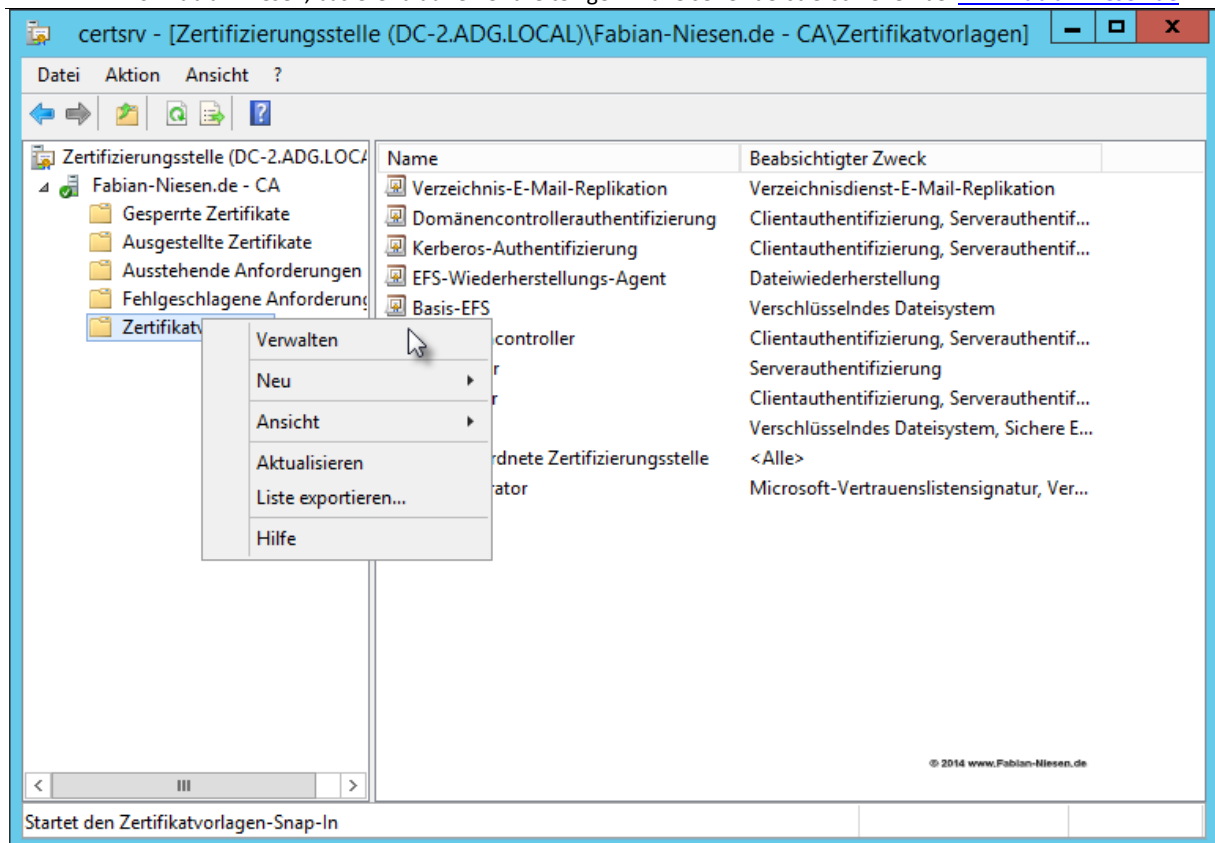 certsrv - [Zertifizierungsstelle (DC-2.ADG.LOCAL)\Fabian-Niesen.de - CA\Zertifikatvorlagen]
Datei Aktion Ansicht ?
Zertifizierungsstelle (DC-2.ADG.LOCA
Fabian-Niesen.de - CA
Gesperrte Zertifikate
Ausgestellte Zertifikate
Ausstehende Anforderungen
Fehlgeschlagene Anforderung
Zertifikatv
Verwalten
Neu
Ansicht
Aktualisieren
Liste exportieren...
Hilfe
Name Beabsichtigter Zweck
Verzeichnis-E-Mail-Replikation Verzeichnisdienst-E-Mail-Replikation
Domänencontrollerauthentifizierung Clientauthentifizierung, Serverauthentif...
Kerberos-Authentifizierung Clientauthentifizierung, Serverauthentif...
EFS-Wiederherstellungs-Agent Dateiwiederherstellung
Basis-EFS Verschlüsselndes Dateisystem
controller Clientauthentifizierung, Serverauthentif...
r Serverauthentifizierung
r Clientauthentifizierung, Serverauthentif...
Verschlüsselndes Dateisystem, Sichere E...
rdnete Zertifizierungsstelle <Alle>
rator Microsoft-Vertrauenslistensignatur, Ver...
© 2014 www.Fabian-Niesen.de
Startet den Zertifikatvorlagen-Snap-In